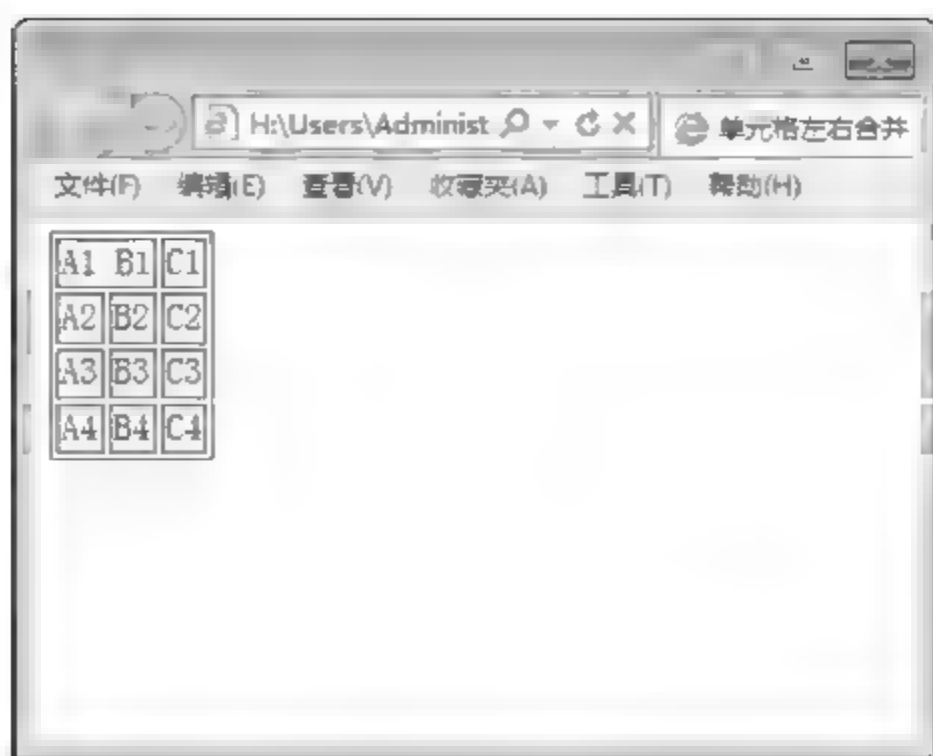 H:\Users\Administ
单元格左右合并
文件(F) 编辑(E) 查看(V) 收藏夹(A) 工具(T) 帮助(H)
A1 B1 C1
A2 B2 C2
A3 B3 C3
A4 B4 C4